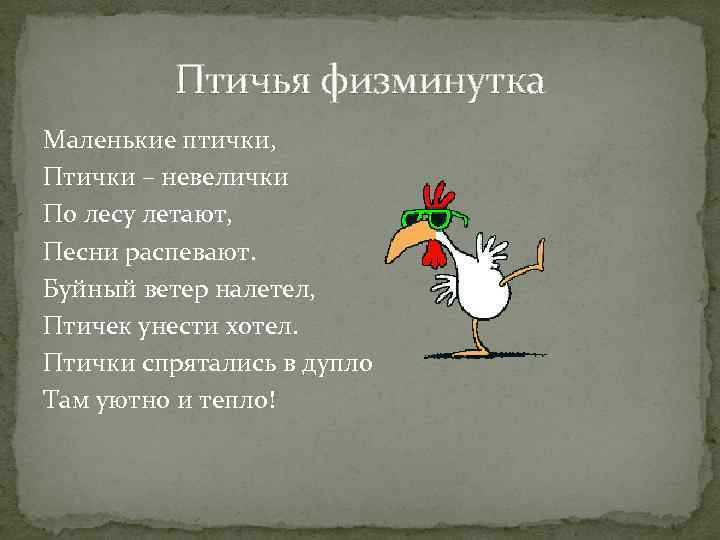 Птичья физминутка
Маленькие птички,
Птички – невелички
По лесу летают,
Песни распевают.
Буйный ветер налетел,
Птичек унести хотел.
Птички спрятались в дупло
Там уютно и тепло!